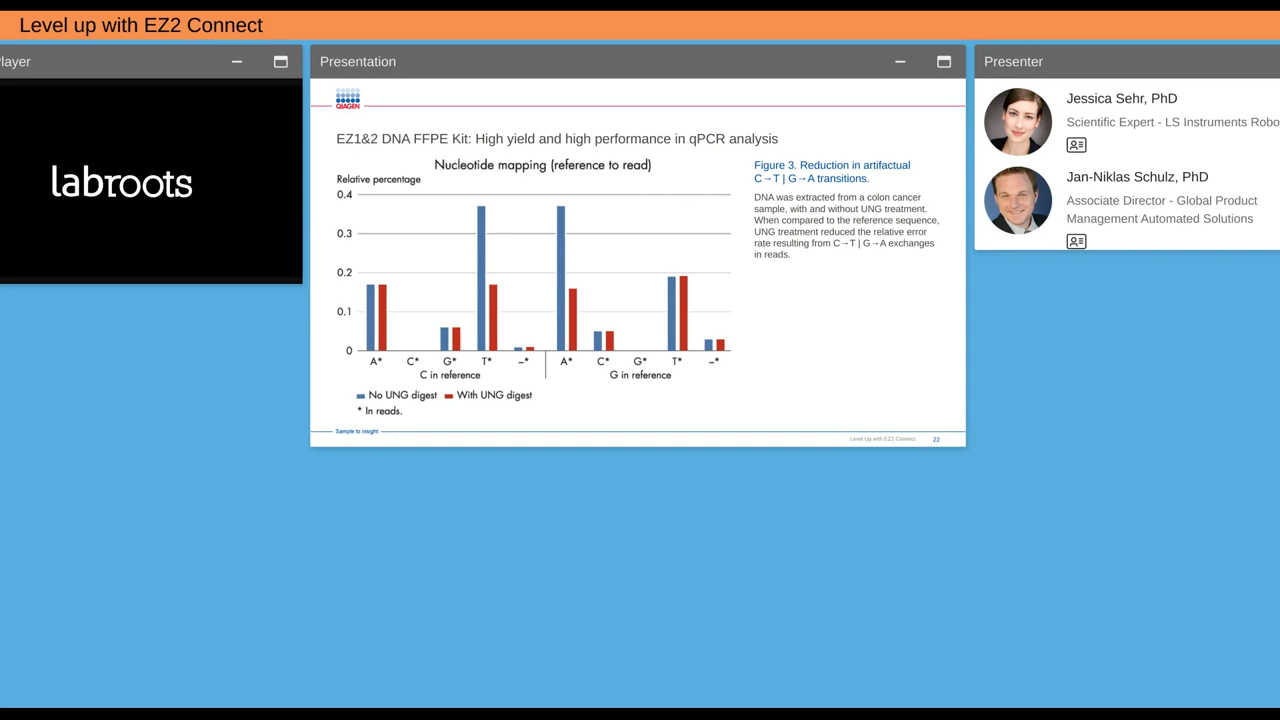 Level up with EZ2 Connect
layer
labroots
Presentation
QIAGEN
EZ1&2 DNA FFPE Kit: High yield and high performance in qPCR analysis
Nucleotide mapping (reference to read)
Relative percentage
0.4
0.3
0.2
0.1
0
A* C* G* T* –* A* C* G* T* –*
C in reference G in reference
No UNG digest With UNG digest
* In reads.
Figure 3. Reduction in artifactual
C→T | G→A transitions.
DNA was extracted from a colon cancer
sample, with and without UNG treatment.
When compared to the reference sequence,
UNG treatment reduced the relative error
rate resulting from C→T | G→A exchanges
in reads.
Sample to Insight
Level Up with EZ2 Connect 22
Presenter
Jessica Sehr, PhD
Scientific Expert - LS Instruments Robo
Jan-Niklas Schulz, PhD
Associate Director - Global Product
Management Automated Solutions